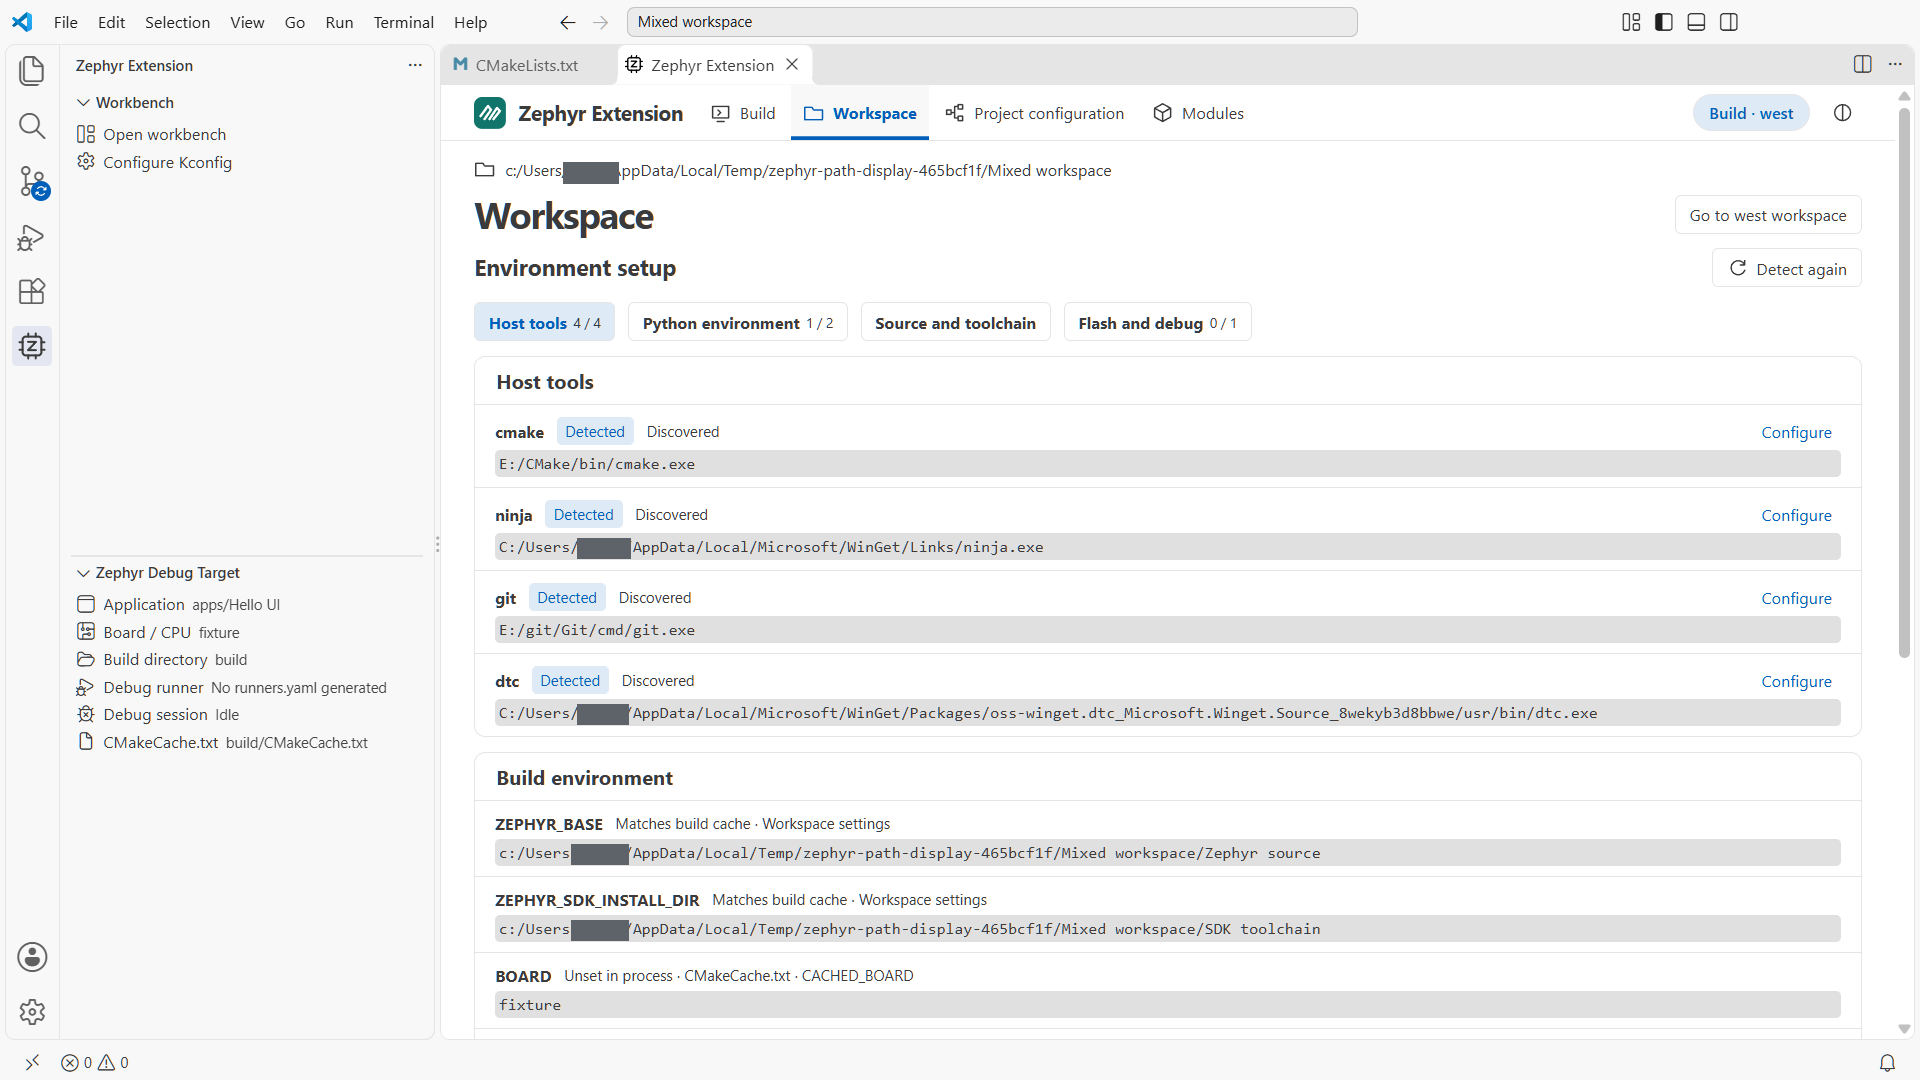 File Edit Selection View Go Run Terminal Help
Mixed workspace
Zephyr Extension
Workbench
Open workbench
Configure Kconfig
Zephyr Debug Target
Application apps/Hello UI
Board / CPU fixture
Build directory build
Debug runner No runners.yaml generated
Debug session Idle
CMakeCache.txt build/CMakeCache.txt
CMakeLists.txt
Zephyr Extension
Zephyr Extension
Build
Workspace
Project configuration
Modules
Build · west
c:/Users/ AppData/Local/Temp/zephyr-path-display-465bcf1f/Mixed workspace
Workspace
Go to west workspace
Environment setup
Detect again
Host tools 4 / 4
Python environment 1 / 2
Source and toolchain
Flash and debug 0 / 1
Host tools
cmake Detected Discovered Configure
E:/CMake/bin/cmake.exe
ninja Detected Discovered Configure
C:/Users/ AppData/Local/Microsoft/WinGet/Links/ninja.exe
git Detected Discovered Configure
E:/git/Git/cmd/git.exe
dtc Detected Discovered Configure
C:/Users/ /AppData/Local/Microsoft/WinGet/Packages/oss-winget.dtc_Microsoft.Winget.Source_8wekyb3d8bbwe/usr/bin/dtc.exe
Build environment
ZEPHYR_BASE Matches build cache · Workspace settings
c:/Users /AppData/Local/Temp/zephyr-path-display-465bcf1f/Mixed workspace/Zephyr source
ZEPHYR_SDK_INSTALL_DIR Matches build cache · Workspace settings
c:/Users /AppData/Local/Temp/zephyr-path-display-465bcf1f/Mixed workspace/SDK toolchain
BOARD Unset in process · CMakeCache.txt · CACHED_BOARD
fixture
0 0